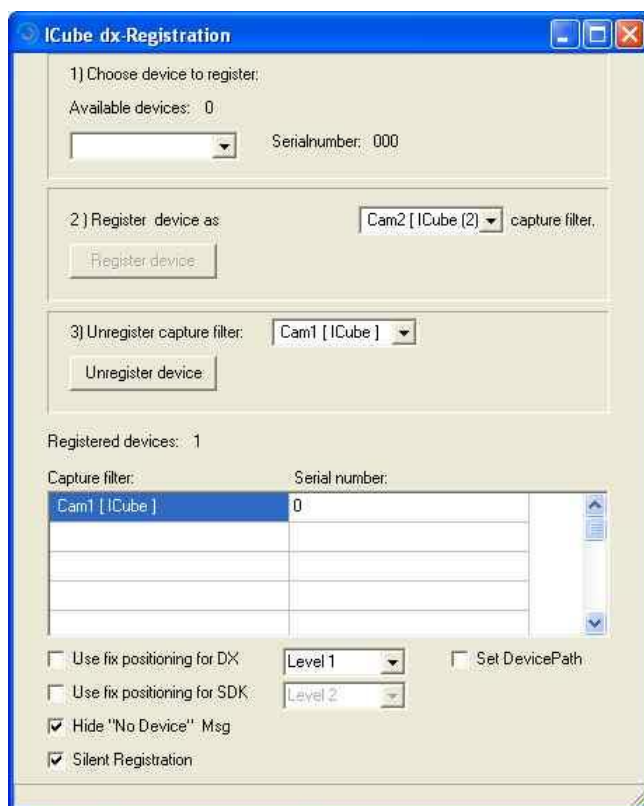 ICube dx-Registration
1) Choose device to register:
Available devices: 0
Serialnumber: 000
2 ) Register device as Cam2 [ ICube (2) capture filter.
Register device
3) Unregister capture filter: Cam1 [ ICube ]
Unregister device
Registered devices: 1
Capture filter: Serial number:
Cam1 [ ICube ] 0
Use fix positioning for DX Level 1 Set DevicePath
Use fix positioning for SDK Level 2
Hide "No Device" Msg
Silent Registration